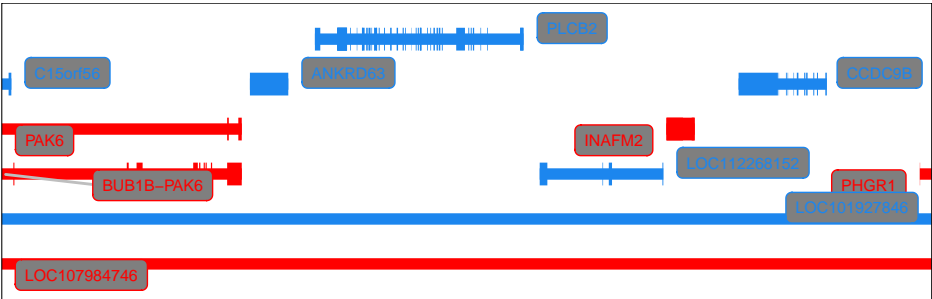 PLCB2
C15orf56
ANKRD63
CCDC9B
PAK6
INAFM2
LOC112268152
BUB1B−PAK6
PHGR1
LOC101927846
LOC107984746